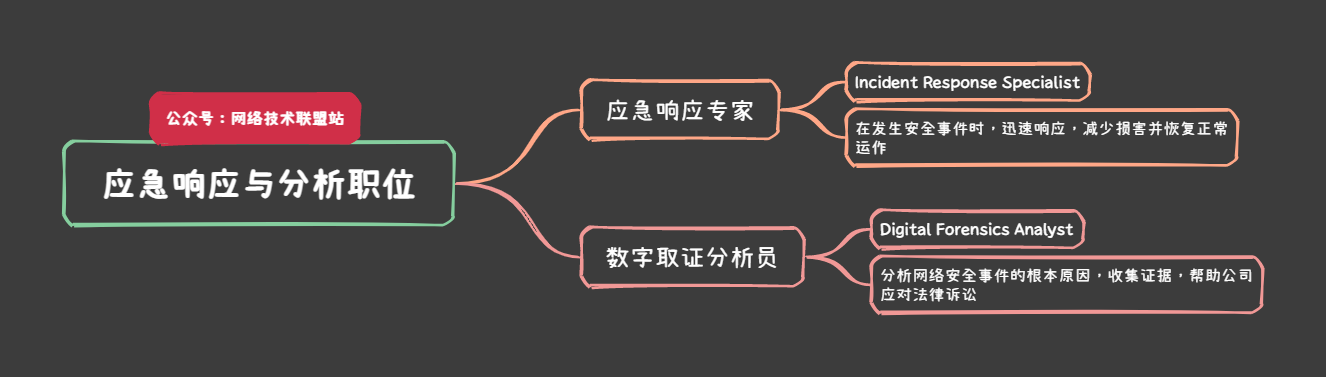 公众号：网络技术联盟站
应急响应与分析职位
应急响应专家
Incident Response Specialist
在发生安全事件时，迅速响应，减少损害并恢复正常
运作
数字取证分析员
Digital Forensics Analyst
分析网络安全事件的根本原因，收集证据，帮助公司
应对法律诉讼